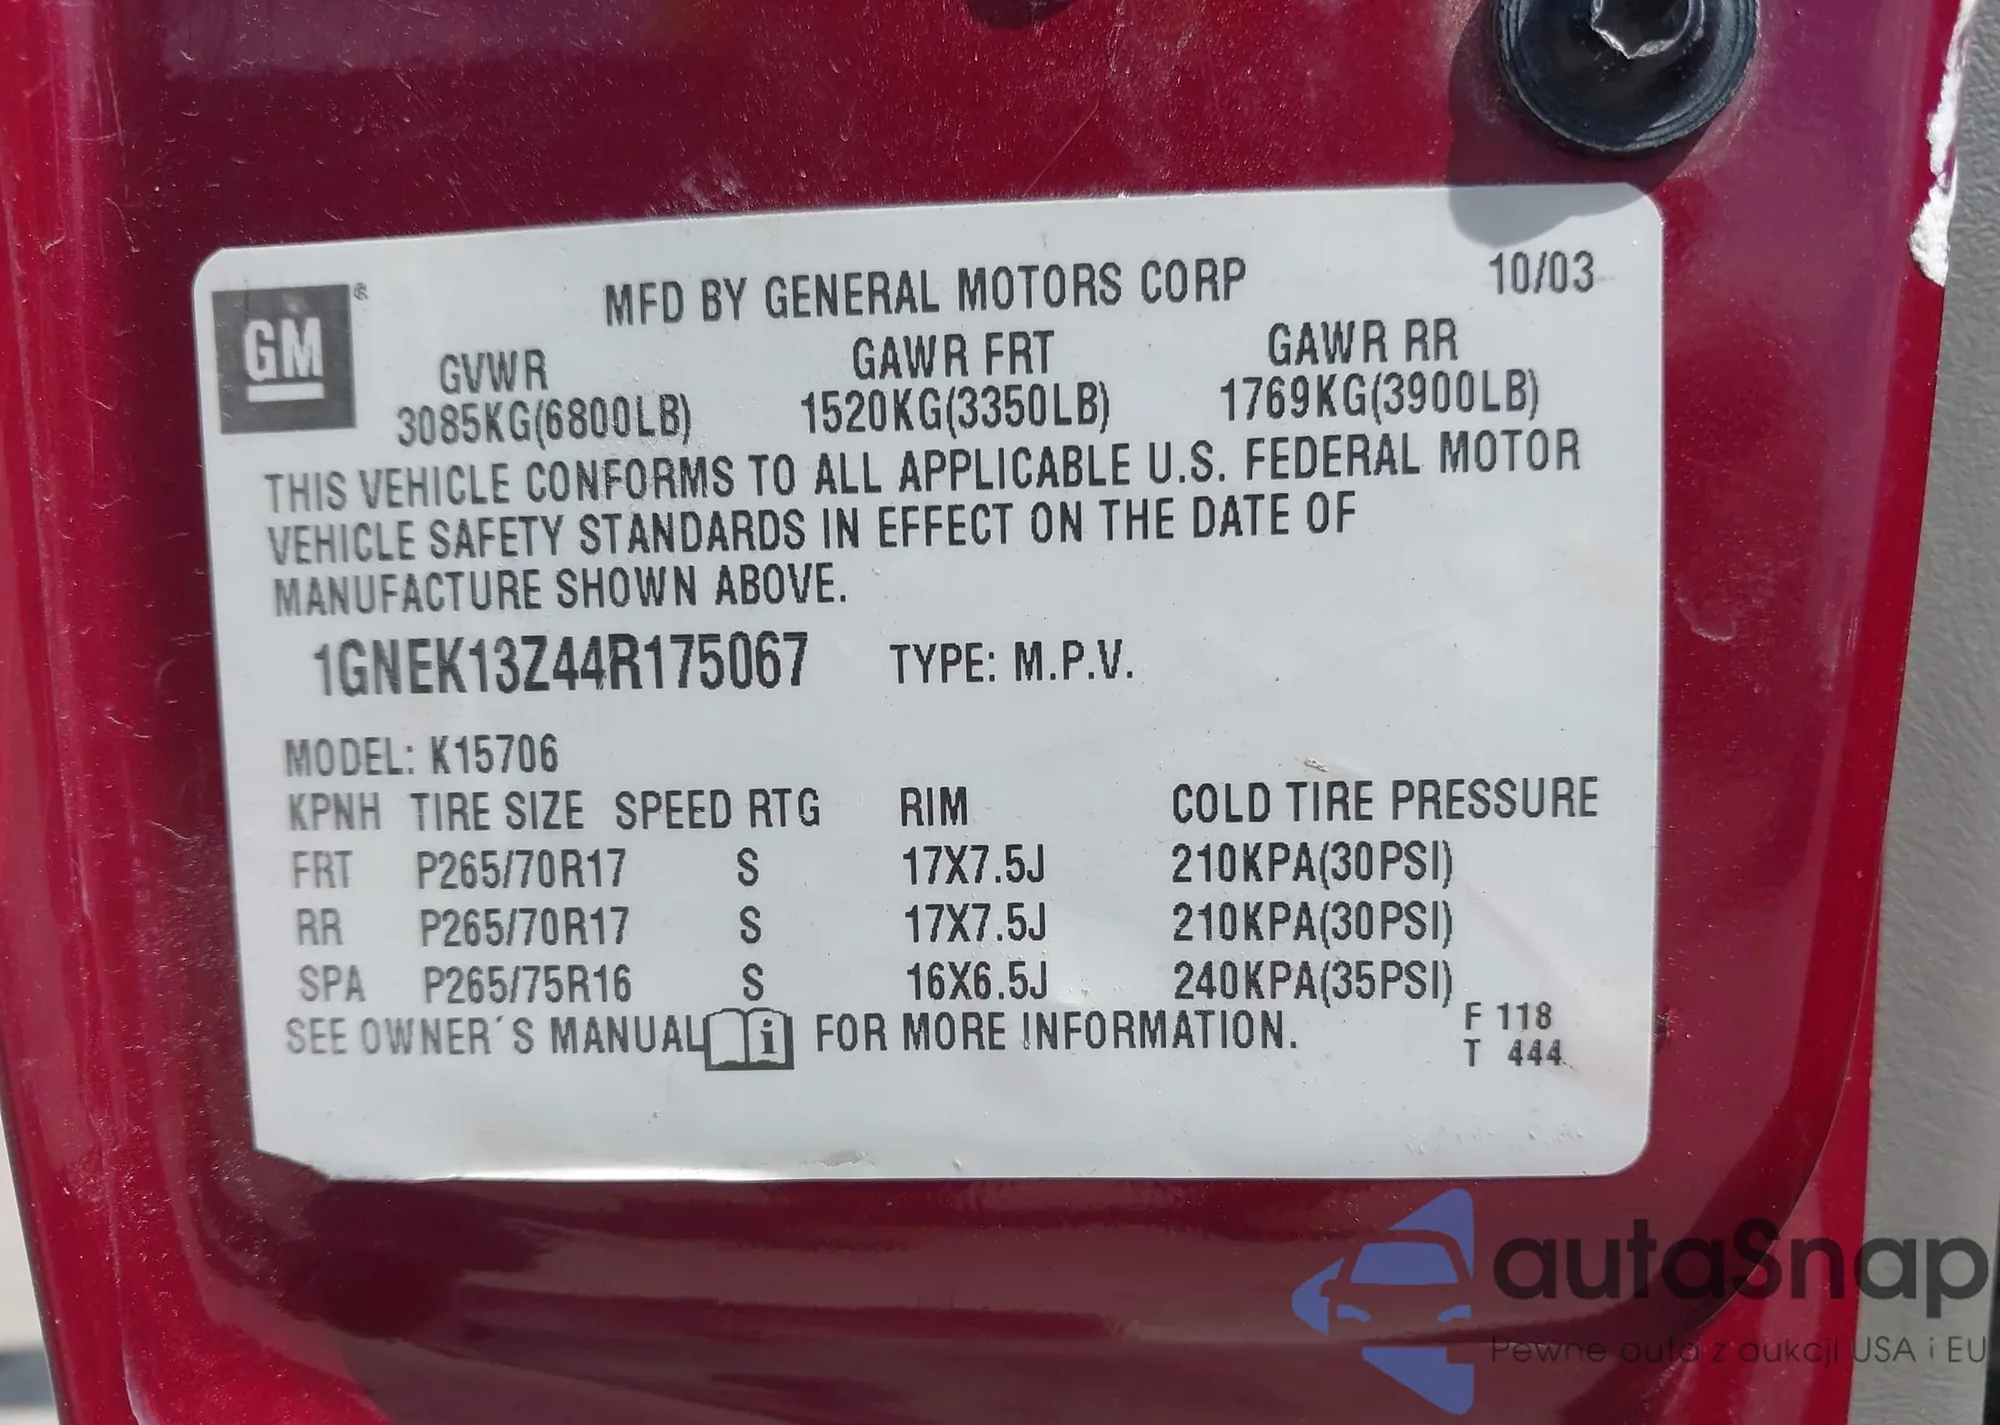 GM ®
MFD BY GENERAL MOTORS CORP 10/03
GVWR GAWR FRT GAWR RR
3085KG(6800LB) 1520KG(3350LB) 1769KG(3900LB)
THIS VEHICLE CONFORMS TO ALL APPLICABLE U.S. FEDERAL MOTOR
VEHICLE SAFETY STANDARDS IN EFFECT ON THE DATE OF
MANUFACTURE SHOWN ABOVE.
1GNEK13Z44R175067 TYPE: M.P.V.
MODEL: K15706
KPNH TIRE SIZE SPEED RTG RIM COLD TIRE PRESSURE
FRT P265/70R17 S 17X7.5J 210KPA(30PSI)
RR P265/70R17 S 17X7.5J 210KPA(30PSI)
SPA P265/75R16 S 16X6.5J 240KPA(35PSI)
SEE OWNER´S MANUAL i FOR MORE INFORMATION.
F 118
T 444
autaSnap
Pewne auta z aukcji USA i EU